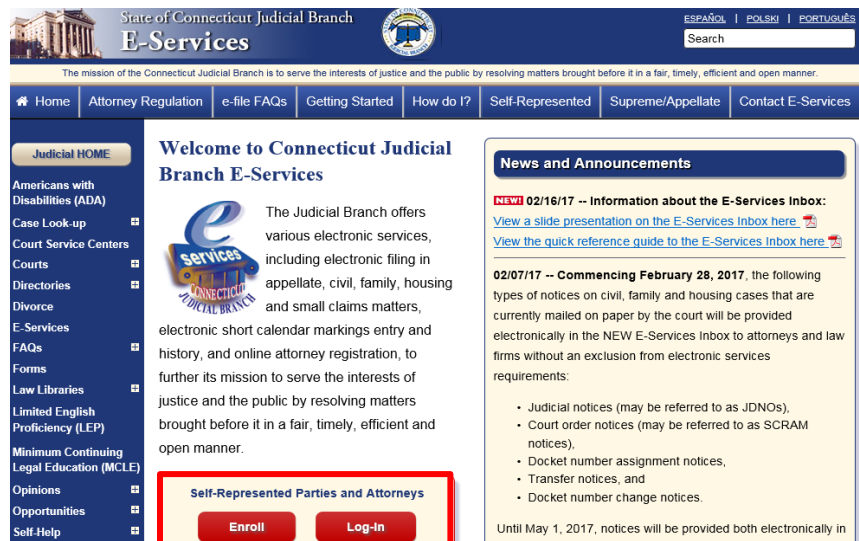 State of Connecticut Judicial Branch
E-Services
ESPAÑOL | POLSKI | PORTUGUÊS
Search
The mission of the Connecticut Judicial Branch is to serve the interests of justice and the public by resolving matters brought before it in a fair, timely, efficient and open manner.
Home
Attorney Regulation
e-file FAQs
Getting Started
How do I?
Self-Represented
Supreme/Appellate
Contact E-Services
Judicial HOME
Americans with
Disabilities (ADA)
Case Look-up
Court Service Centers
Courts
Directories
Divorce
E-Services
FAQs
Forms
Law Libraries
Limited English
Proficiency (LEP)
Minimum Continuing
Legal Education (MCLE)
Opinions
Opportunities
Self-Help
Welcome to Connecticut Judicial
Branch E-Services
e
services
CONNECTICUT
JUDICIAL BRANCH
The Judicial Branch offers
various electronic services,
including electronic filing in
appellate, civil, family, housing
and small claims matters,
electronic short calendar markings entry and
history, and online attorney registration, to
further its mission to serve the interests of
justice and the public by resolving matters
brought before it in a fair, timely, efficient and
open manner.
Self-Represented Parties and Attorneys
Enroll
Log-In
News and Announcements
NEW! 02/16/17 -- Information about the E-Services Inbox:
View a slide presentation on the E-Services Inbox here
View the quick reference guide to the E-Services Inbox here
02/07/17 -- Commencing February 28, 2017, the following
types of notices on civil, family and housing cases that are
currently mailed on paper by the court will be provided
electronically in the NEW E-Services Inbox to attorneys and law
firms without an exclusion from electronic services
requirements:
• Judicial notices (may be referred to as JDNOs),
• Court order notices (may be referred to as SCRAM
notices),
• Docket number assignment notices,
• Transfer notices, and
• Docket number change notices.
Until May 1, 2017, notices will be provided both electronically in